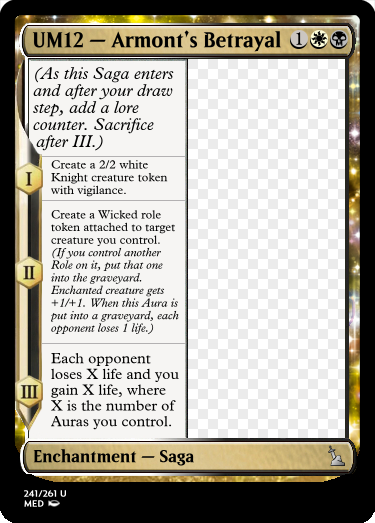 UM12 — Armont's Betrayal 1
(As this Saga enters
and after your draw
step, add a lore
counter. Sacrifice
after III.)
I
Create a 2/2 white
Knight creature token
with vigilance.
II
Create a Wicked role
token attached to target
creature you control.
(If you control another
Role on it, put that one
into the graveyard.
Enchanted creature gets
+1/+1. When this Aura is
put into a graveyard, each
opponent loses 1 life.)
III
Each opponent
loses X life and you
gain X life, where
X is the number of
Auras you control.
Enchantment — Saga
241/261 U
MED